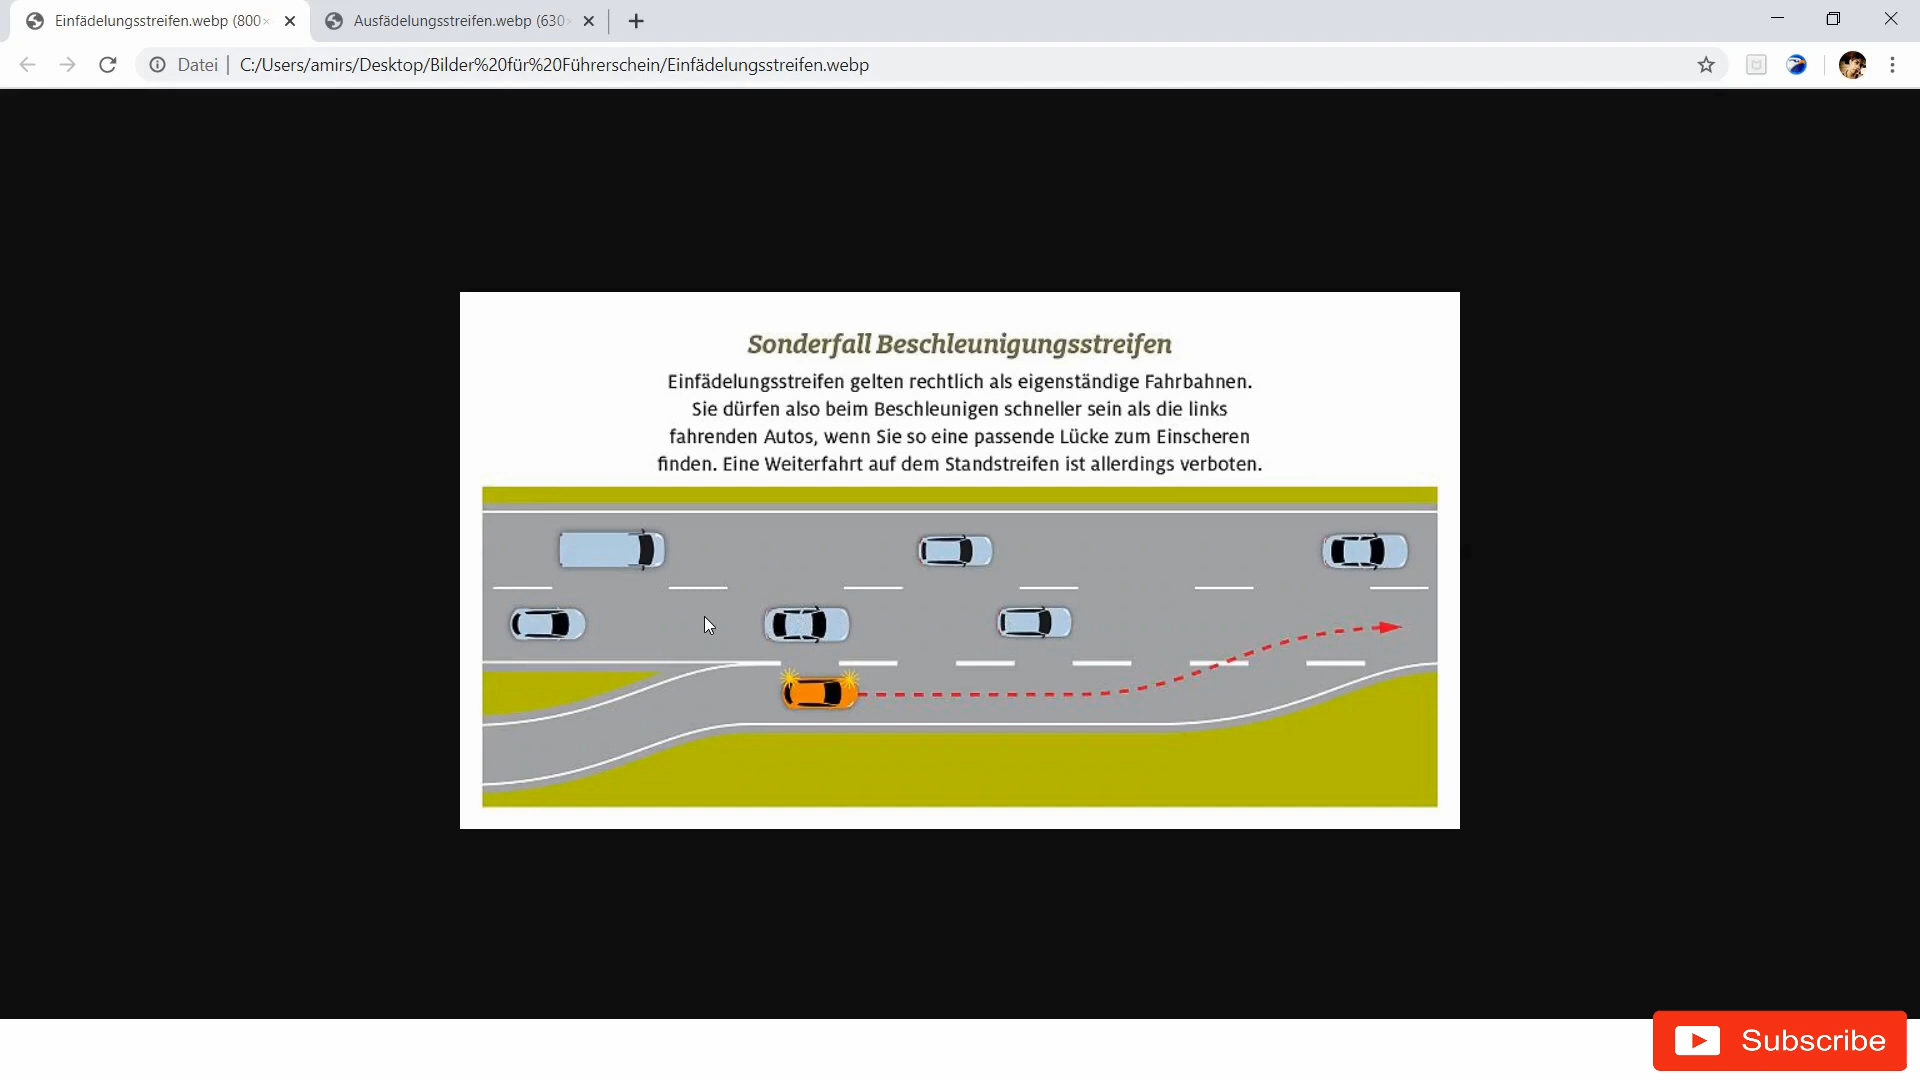 Einfädelungsstreifen.webp (800×
Ausfädelungsstreifen.webp (630
Datei
C:/Users/amirs/Desktop/Bilder%20für%20Führerschein/Einfädelungsstreifen.webp
Sonderfall Beschleunigungsstreifen
Einfädelungsstreifen gelten rechtlich als eigenständige Fahrbahnen.
Sie dürfen also beim Beschleunigen schneller sein als die links
fahrenden Autos, wenn Sie so eine passende Lücke zum Einscheren
finden. Eine Weiterfahrt auf dem Standstreifen ist allerdings verboten.
Subscribe